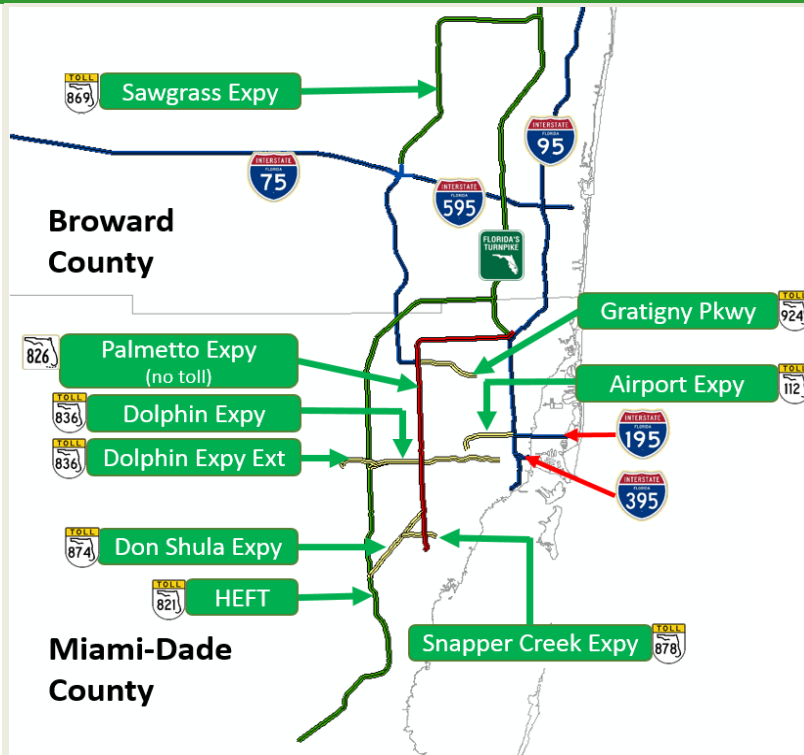 TOLL
869
Sawgrass Expy
INTERSTATE
FLORIDA
95
INTERSTATE
FLORIDA
75
INTERSTATE
FLORIDA
595
Broward
County
FLORIDA'S
TURNPIKE
Gratigny Pkwy
TOLL
924
826
Palmetto Expy
(no toll)
Airport Expy
TOLL
112
TOLL
836
Dolphin Expy
INTERSTATE
FLORIDA
195
TOLL
836
Dolphin Expy Ext
INTERSTATE
FLORIDA
395
TOLL
874
Don Shula Expy
TOLL
821
HEFT
Snapper Creek Expy
TOLL
878
Miami-Dade
County